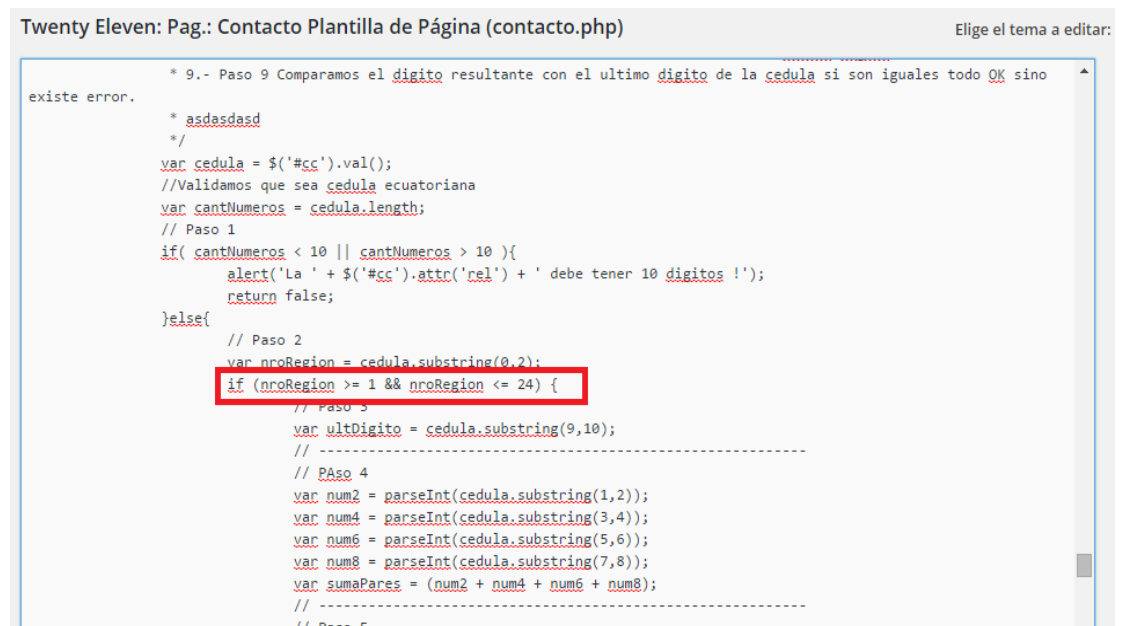 Twenty Eleven: Pag.: Contacto Plantilla de Página (contacto.php)
Elige el tema a editar:
* 9.- Paso 9 Comparamos el digito resultante con el ultimo digito de la cedula si son iguales todo OK sino
existe error.
* asdasdasd
*/
var cedula = $('#cc').val();
//Validamos que sea cedula ecuatoriana
var cantNumeros = cedula.length;
// Paso 1
if( cantNumeros < 10 || cantNumeros > 10 ){
alert('La ' + $('#cc').attr('rel') + ' debe tener 10 digitos !');
return false;
}else{
// Paso 2
var nroRegion = cedula.substring(0,2);
if (nroRegion >= 1 && nroRegion <= 24) {
// Paso 3
var ultDigito = cedula.substring(9,10);
// -----------------------------------------------------------
// PAso 4
var num2 = parseInt(cedula.substring(1,2));
var num4 = parseInt(cedula.substring(3,4));
var num6 = parseInt(cedula.substring(5,6));
var num8 = parseInt(cedula.substring(7,8));
var sumaPares = (num2 + num4 + num6 + num8);
// -----------------------------------------------------------
// Paso 5